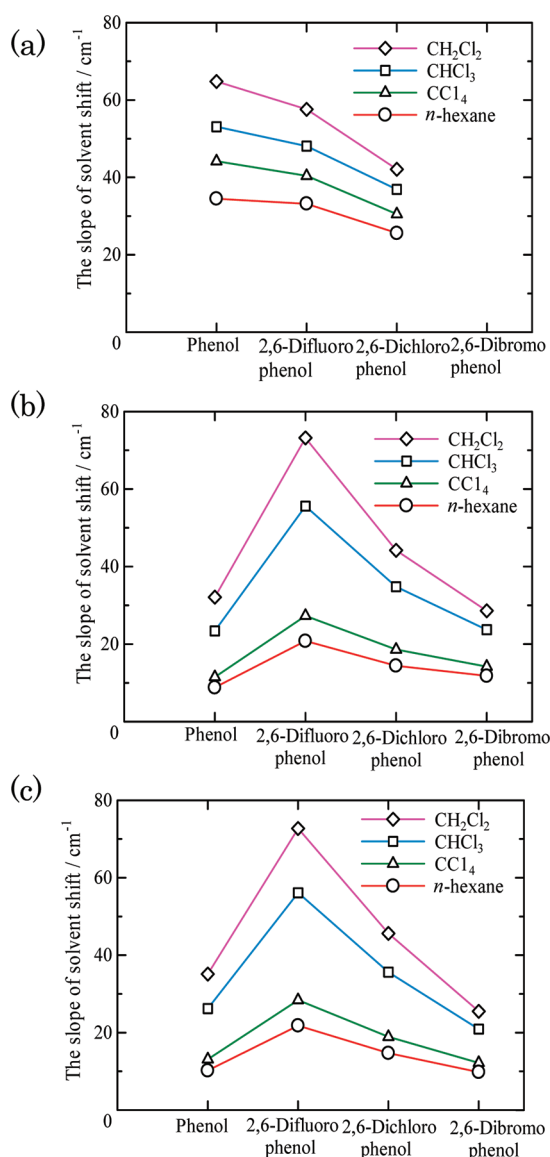 (a)
The slope of solvent shift / cm⁻¹
80
60
40
20
0
CH₂Cl₂
CHCl₃
CC1₄
n-hexane
Phenol
2,6-Difluoro
phenol
2,6-Dichloro
phenol
2,6-Dibromo
phenol
(b)
The slope of solvent shift / cm⁻¹
80
60
40
20
0
CH₂Cl₂
CHCl₃
CC1₄
n-hexane
Phenol
2,6-Difluoro
phenol
2,6-Dichloro
phenol
2,6-Dibromo
phenol
(c)
The slope of solvent shift / cm⁻¹
80
60
40
20
0
CH₂Cl₂
CHCl₃
CC1₄
n-hexane
Phenol
2,6-Difluoro
phenol
2,6-Dichloro
phenol
2,6-Dibromo
phenol